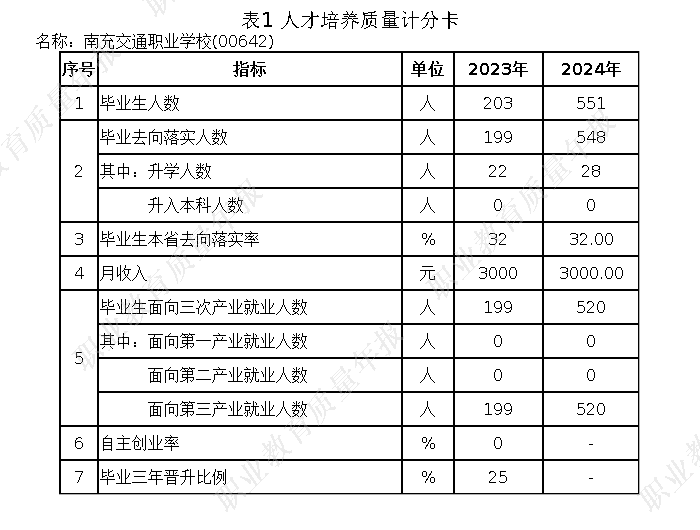 表1 人才培养质量计分卡
名称：南充交通职业学校(00642)
序号 指标 单位 2023年 2024年
1 毕业生人数 人 203 551
毕业去向落实人数 人 199 548
2 其中：升学人数 人 22 28
升入本科人数 人 0 0
3 毕业生本省去向落实率 % 32 32.00
4 月收入 元 3000 3000.00
毕业生面向三次产业就业人数 人 199 520
其中：面向第一产业就业人数 人 0 0
5 面向第二产业就业人数 人 0 0
面向第三产业就业人数 人 199 520
6 自主创业率 % 0 -
7 毕业三年晋升比例 % 25 -
职业教育质量年报